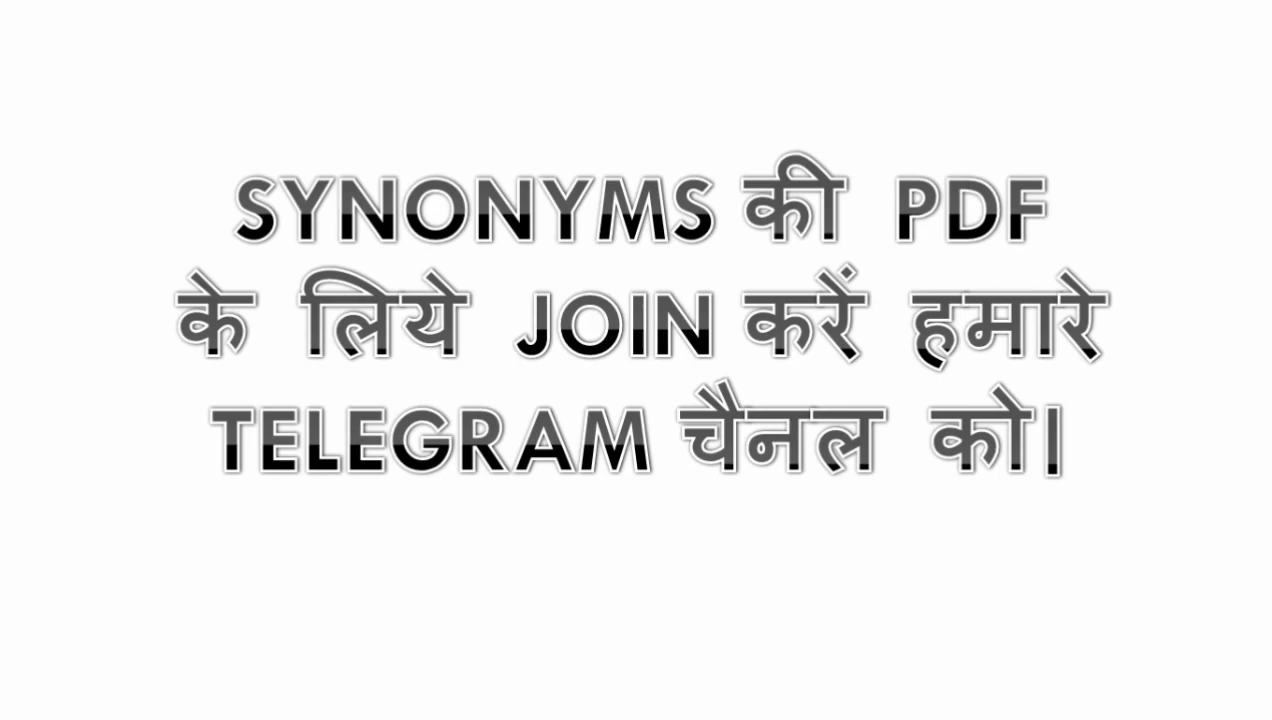 SYNONYMS की PDF
के लिये JOIN करें हमारे
TELEGRAM चैनल को।